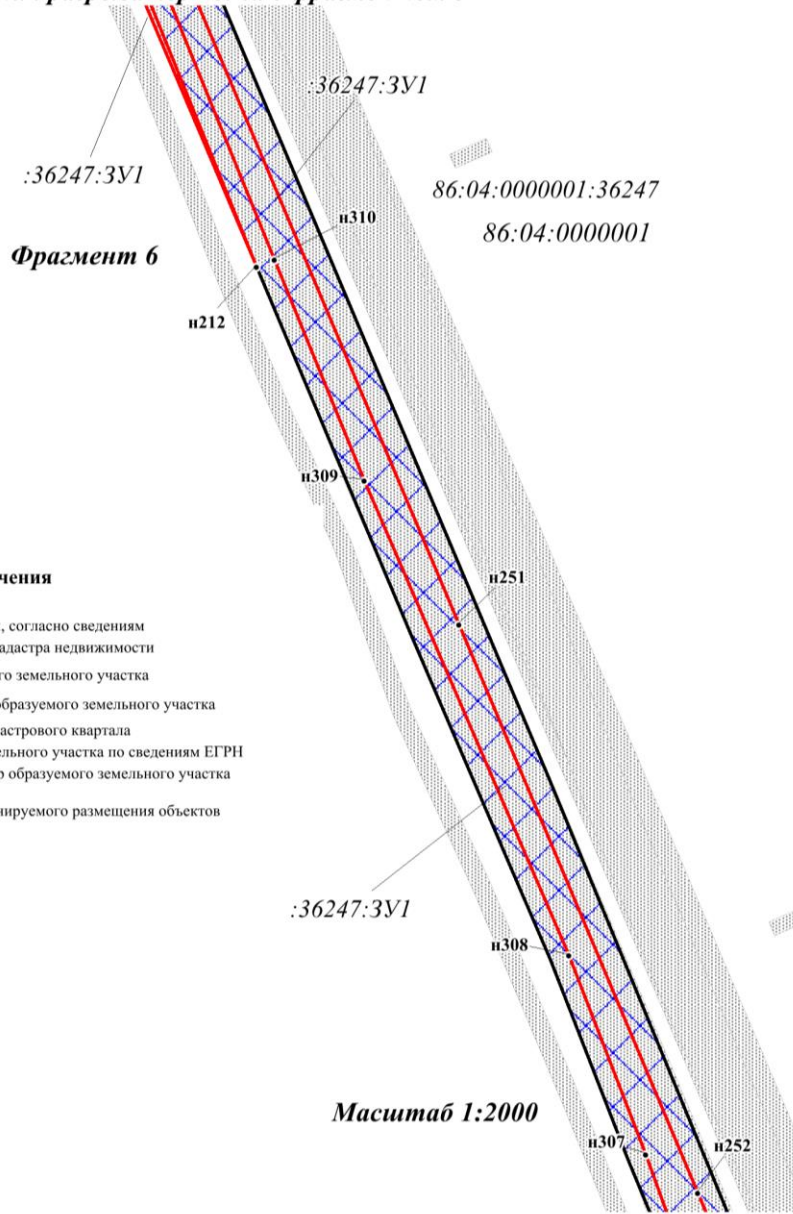 :36247:ЗУ1
:36247:ЗУ1
86:04:0000001:36247
86:04:0000001
н310
Фрагмент 6
н212
н309
н251
чения
, согласно сведениям
адастра недвижимости
го земельного участка
образуемого земельного участка
астрового квартала
ельного участка по сведениям ЕГРН
р образуемого земельного участка
нируемого размещения объектов
:36247:ЗУ1
н308
Масштаб 1:2000
н307
н252